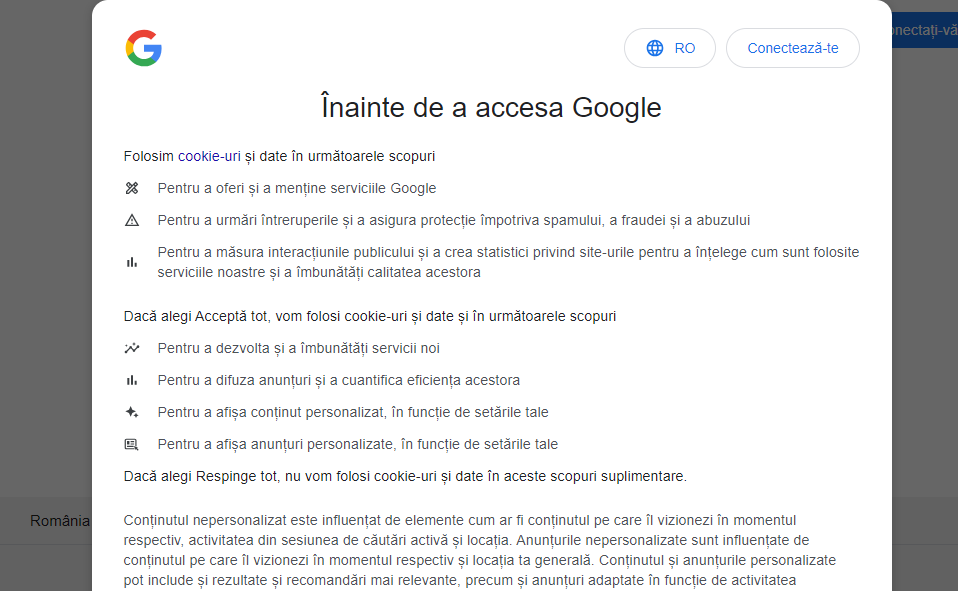 RO
Conectează-te
nectați-vă
Înainte de a accesa Google
Folosim cookie-uri și date în următoarele scopuri
Pentru a oferi și a menține serviciile Google
Pentru a urmări întreruperile și a asigura protecție împotriva spamului, a fraudei și a abuzului
Pentru a măsura interacțiunile publicului și a crea statistici privind site-urile pentru a înțelege cum sunt folosite
serviciile noastre și a îmbunătăți calitatea acestora
Dacă alegi Acceptă tot, vom folosi cookie-uri și date și în următoarele scopuri
Pentru a dezvolta și a îmbunătăți servicii noi
Pentru a difuza anunțuri și a cuantifica eficiența acestora
Pentru a afișa conținut personalizat, în funcție de setările tale
Pentru a afișa anunțuri personalizate, în funcție de setările tale
Dacă alegi Respinge tot, nu vom folosi cookie-uri și date în aceste scopuri suplimentare.
România
Conținutul nepersonalizat este influențat de elemente cum ar fi conținutul pe care îl vizionezi în momentul
respectiv, activitatea din sesiunea de căutări activă și locația. Anunțurile nepersonalizate sunt influențate de
conținutul pe care îl vizionezi în momentul respectiv și locația ta generală. Conținutul și anunțurile personalizate
pot include și rezultate și recomandări mai relevante, precum și anunțuri adaptate în funcție de activitatea